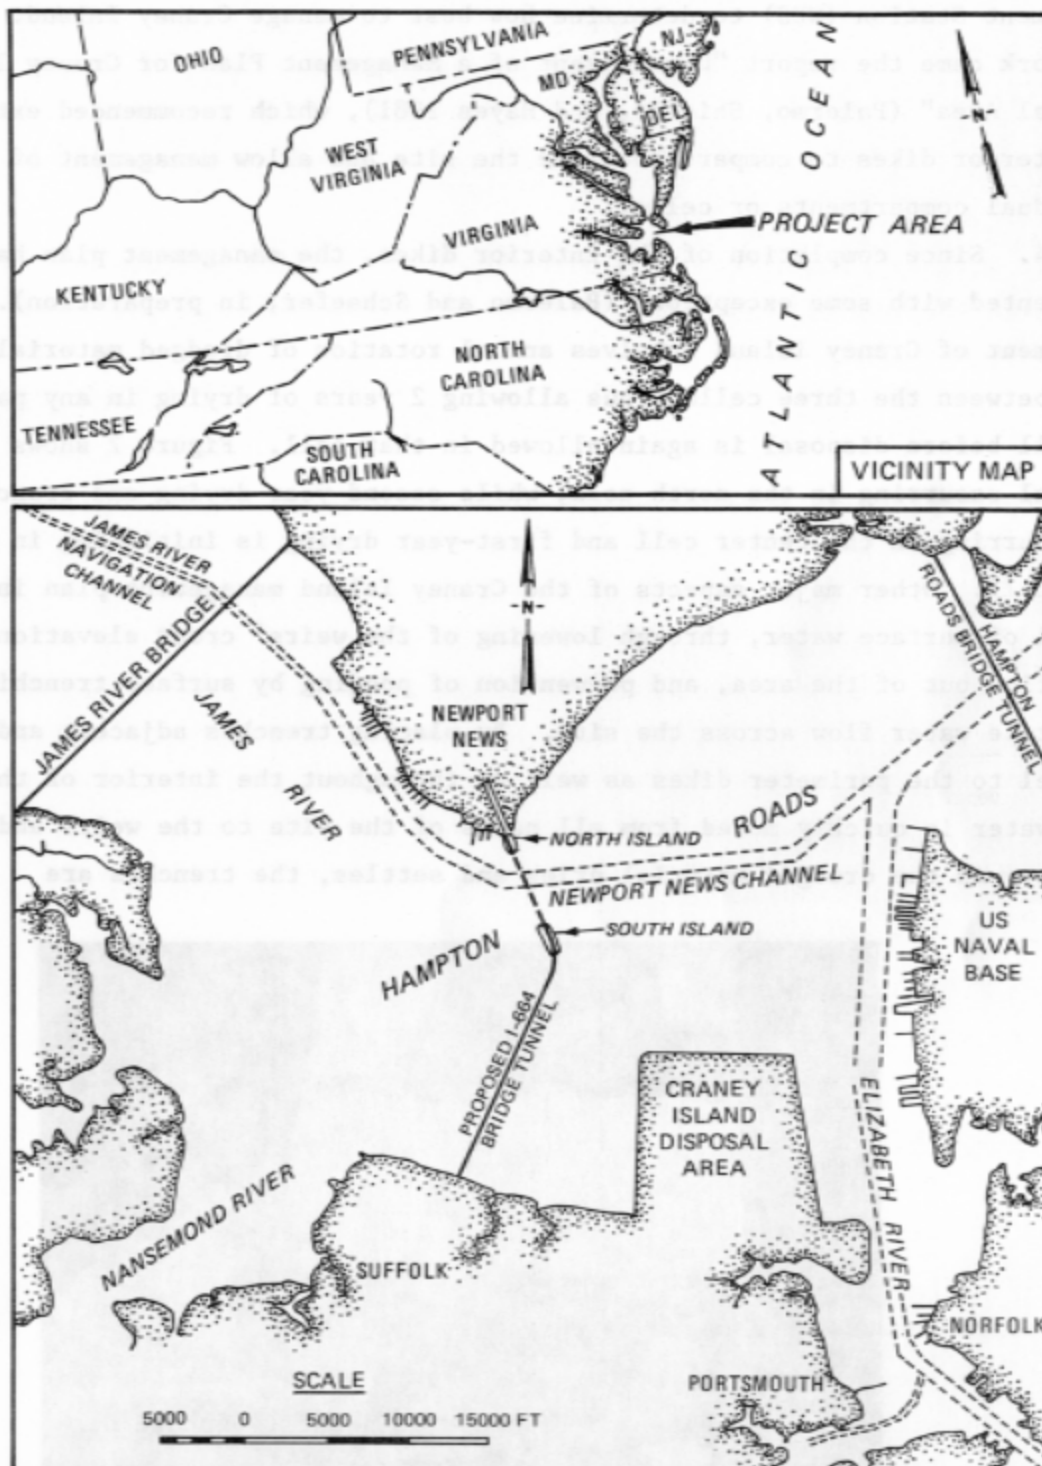 OHIO
PENNSYLVANIA
NJ
MD
DEL
WEST
VIRGINIA
VIRGINIA
KENTUCKY
NORTH
CAROLINA
TENNESSEE
SOUTH
CAROLINA
ATLANTIC OCEAN
N
PROJECT AREA
VICINITY MAP
JAMES RIVER
NAVIGATION
CHANNEL
JAMES RIVER BRIDGE
JAMES
RIVER
N
NEWPORT
NEWS
HAMPTON
ROADS BRIDGE TUNNEL
NORTH ISLAND
ROADS
NEWPORT NEWS CHANNEL
SOUTH ISLAND
HAMPTON
US
NAVAL
BASE
PROPOSED I-664
BRIDGE TUNNEL
CRANEY
ISLAND
DISPOSAL
AREA
ELIZABETH RIVER
NANSEMOND RIVER
SUFFOLK
NORFOLK
PORTSMOUTH
SCALE
5000 0 5000 10000 15000 FT